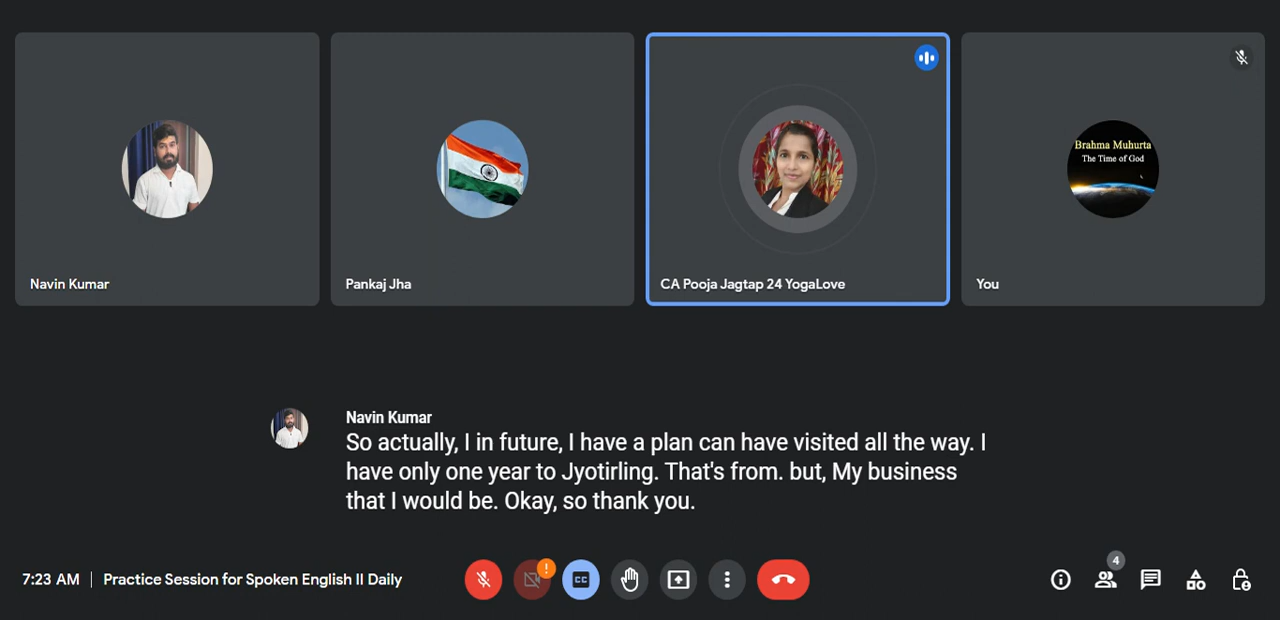 Brahma Muhurta
The Time of God
Navin Kumar
Pankaj Jha
CA Pooja Jagtap 24 YogaLove
You
Navin Kumar
So actually, I in future, I have a plan can have visited all the way. I
have only one year to Jyotirling. That's from. but, My business
that I would be. Okay, so thank you.
7:23 AM | Practice Session for Spoken English II Daily
!
CC
4